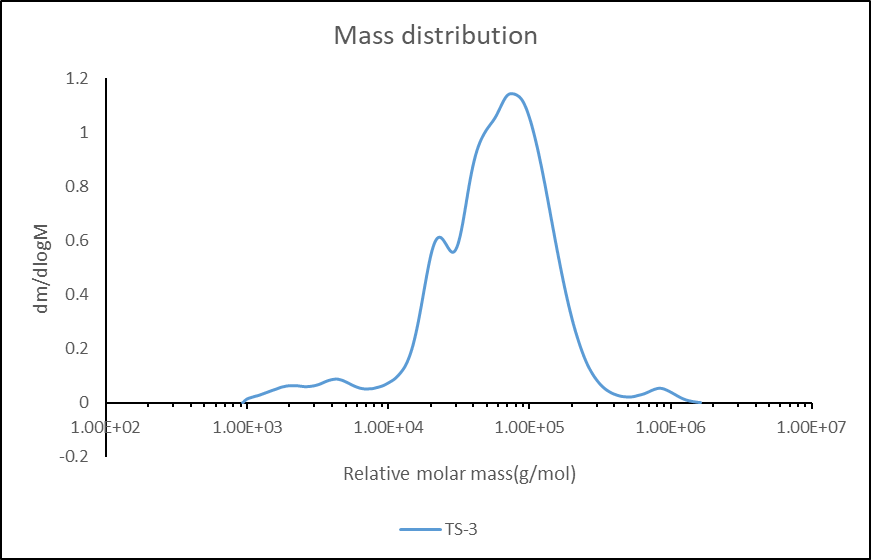 Mass distribution
1.2
1
0.8
0.6
0.4
0.2
0
-0.2
dm/dlogM
1.00E+02 1.00E+03 1.00E+04 1.00E+05 1.00E+06 1.00E+07
Relative molar mass(g/mol)
TS-3